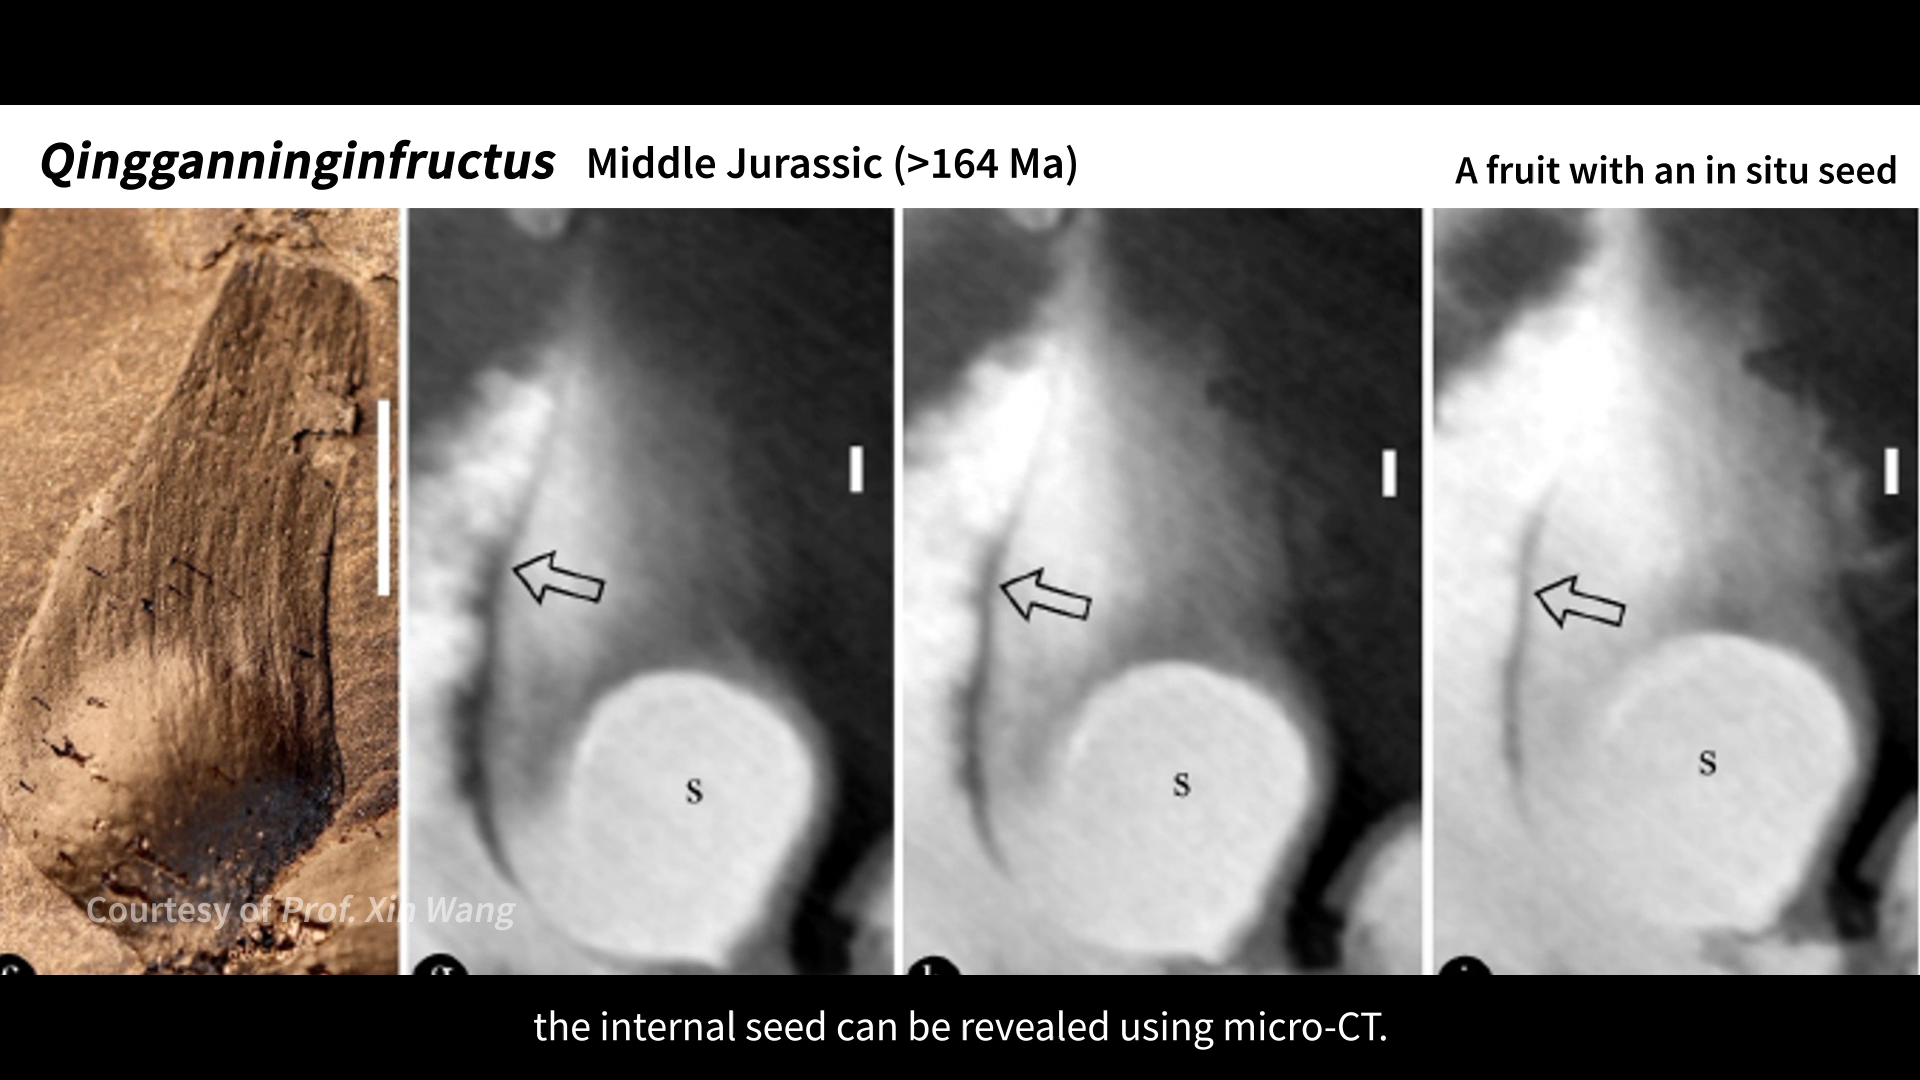 Qingganninginfructus Middle Jurassic (>164 Ma)
A fruit with an in situ seed
s
s
s
Courtesy of Prof. Xin Wang
the internal seed can be revealed using micro-CT.